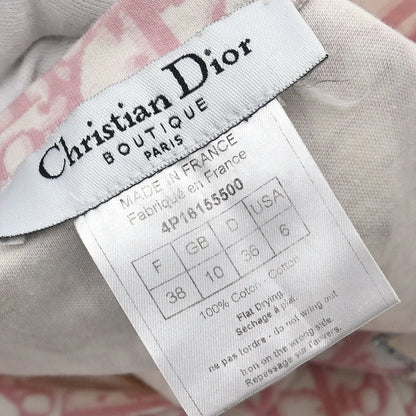 Christian Dior
BOUTIQUE
PARIS
MADE IN FRANCE
Fabriqué en France
4P16155500
F GB D USA
38 10 36 6
100% Coton - Cotton
Flat Drying.
Séchage à plat
ne pas tordre - do not wring out
Iron on the wrong side.
Repassage sur l'envers.